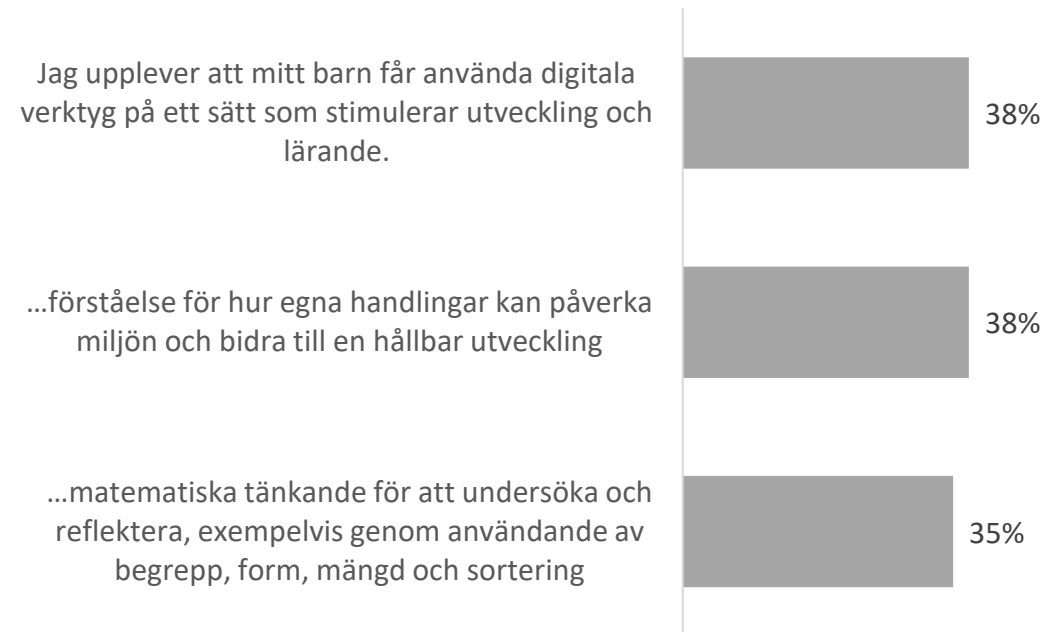 Jag upplever att mitt barn får använda digitala
verktyg på ett sätt som stimulerar utveckling och
lärande.
38%
…förståelse för hur egna handlingar kan påverka
miljön och bidra till en hållbar utveckling
38%
…matematiska tänkande för att undersöka och
reflektera, exempelvis genom användande av
begrepp, form, mängd och sortering
35%